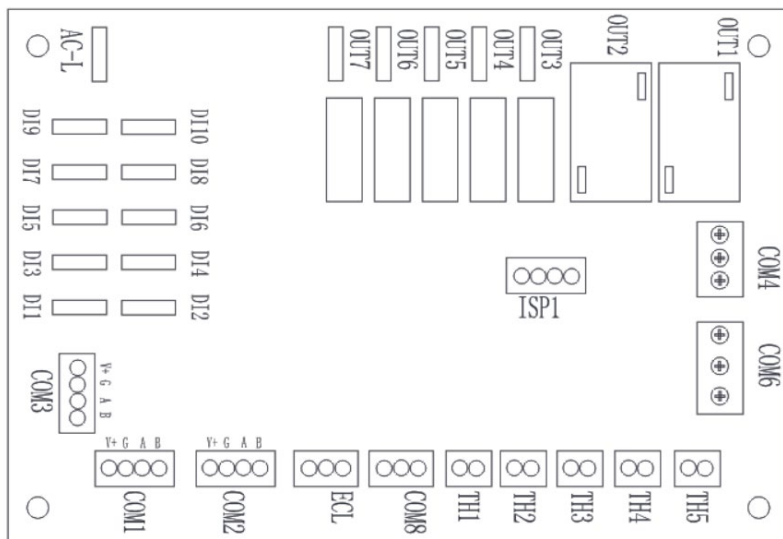 AC-L
OUT7
OUT6
OUT5
OUT4
OUT3
OUT2
OUT1
DI9
DI10
DI7
DI8
DI5
DI6
DI3
DI4
DI1
DI2
COM4
ISP1
COM6
COM3
V+ G A B
V+ G A B
V+ G A B
COM1
COM2
ECL
COM8
TH1
TH2
TH3
TH4
TH5